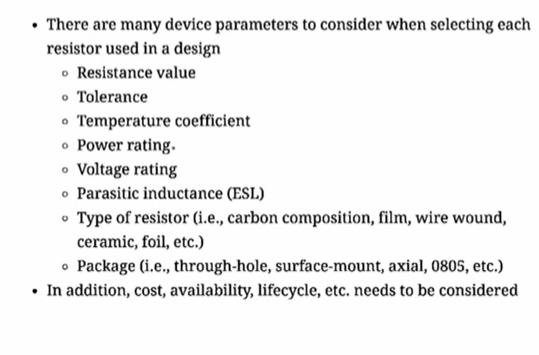 • There are many device parameters to consider when selecting each
resistor used in a design
◦ Resistance value
◦ Tolerance
◦ Temperature coefficient
◦ Power rating.
◦ Voltage rating
◦ Parasitic inductance (ESL)
◦ Type of resistor (i.e., carbon composition, film, wire wound,
ceramic, foil, etc.)
◦ Package (i.e., through-hole, surface-mount, axial, 0805, etc.)
• In addition, cost, availability, lifecycle, etc. needs to be considered